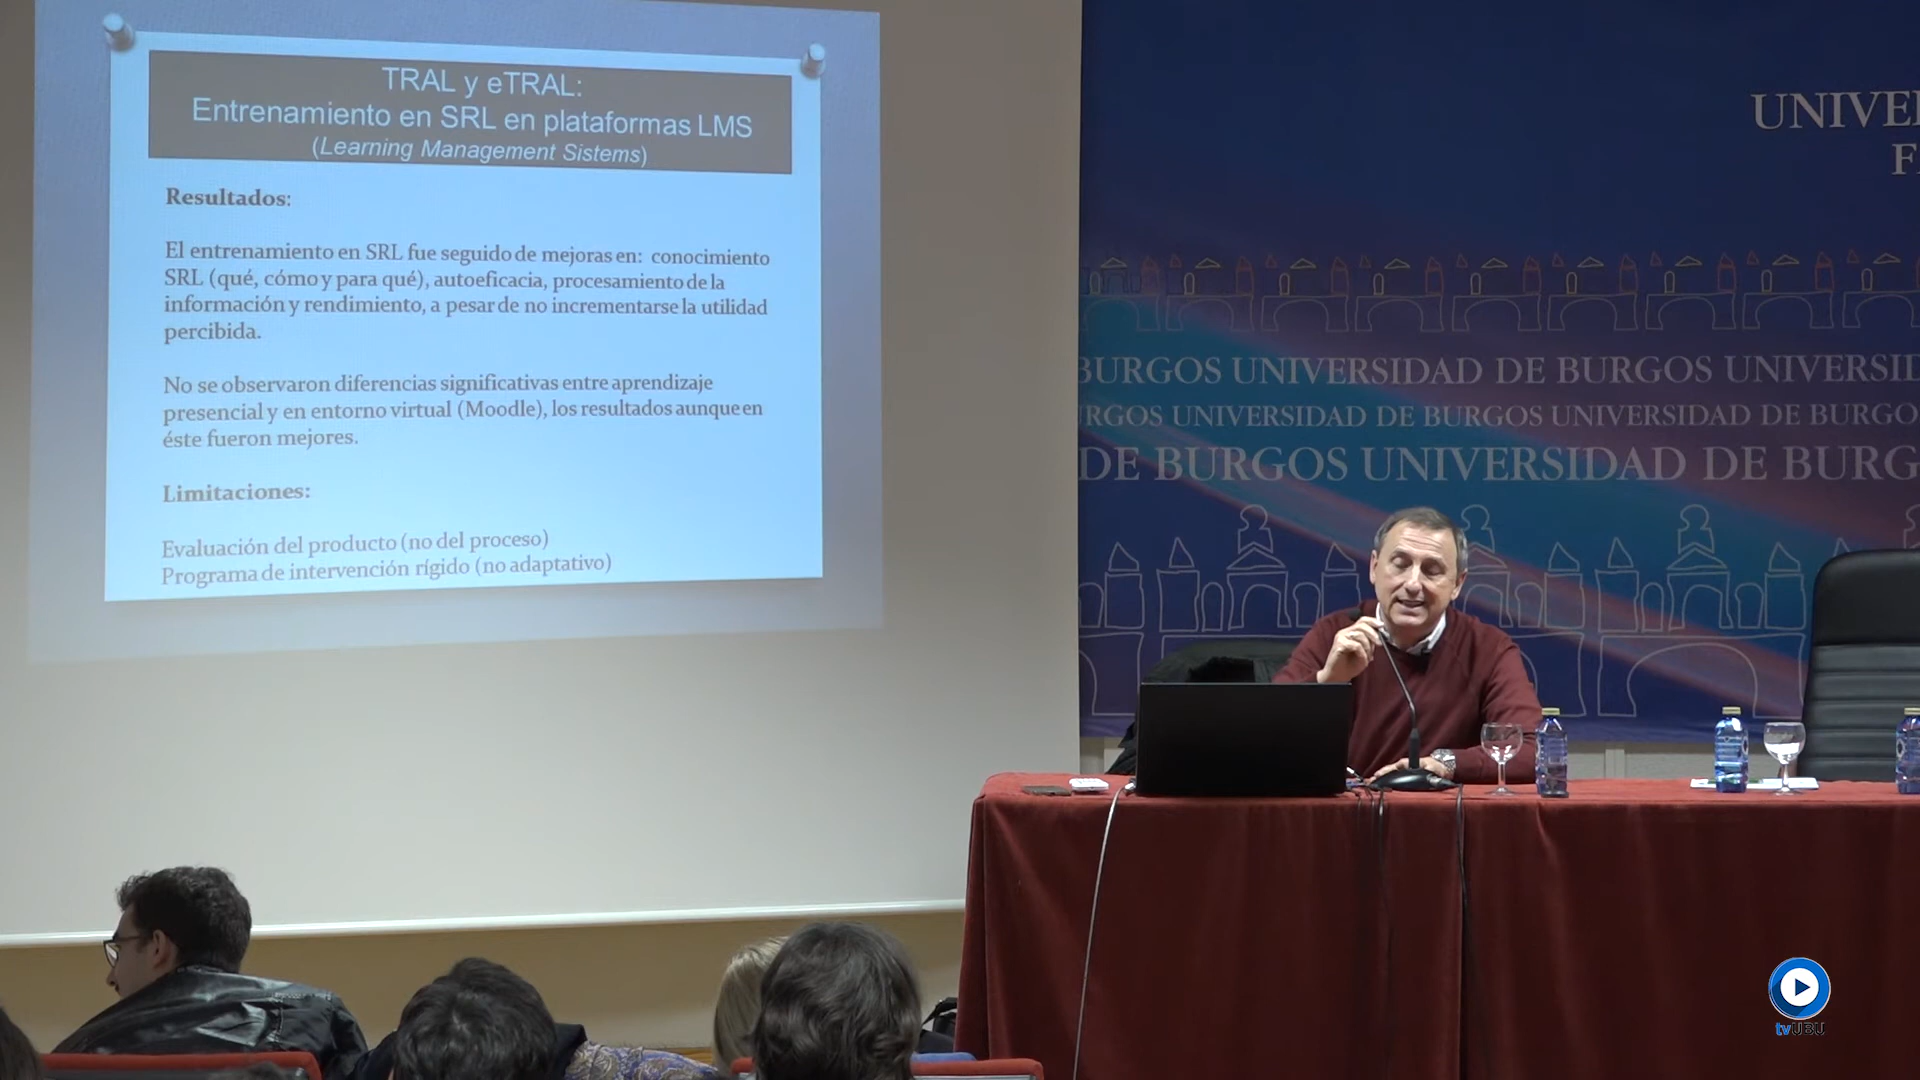 TRAL y eTRAL:
Entrenamiento en SRL en plataformas LMS
(Learning Management Sistems)
Resultados:
El entrenamiento en SRL fue seguido de mejoras en: conocimiento
SRL (qué, cómo y para qué), autoeficacia, procesamiento de la
información y rendimiento, a pesar de no incrementarse la utilidad
percibida.
No se observaron diferencias significativas entre aprendizaje
presencial y en entorno virtual (Moodle), los resultados aunque en
éste fueron mejores.
Limitaciones:
Evaluación del producto (no del proceso)
Programa de intervención rígido (no adaptativo)
UNIVE
F
BURGOS UNIVERSIDAD DE BURGOS UNIVERSI
URGOS UNIVERSIDAD DE BURGOS UNIVERSIDAD DE BURGO
DE BURGOS UNIVERSIDAD DE BURG
tvUBU